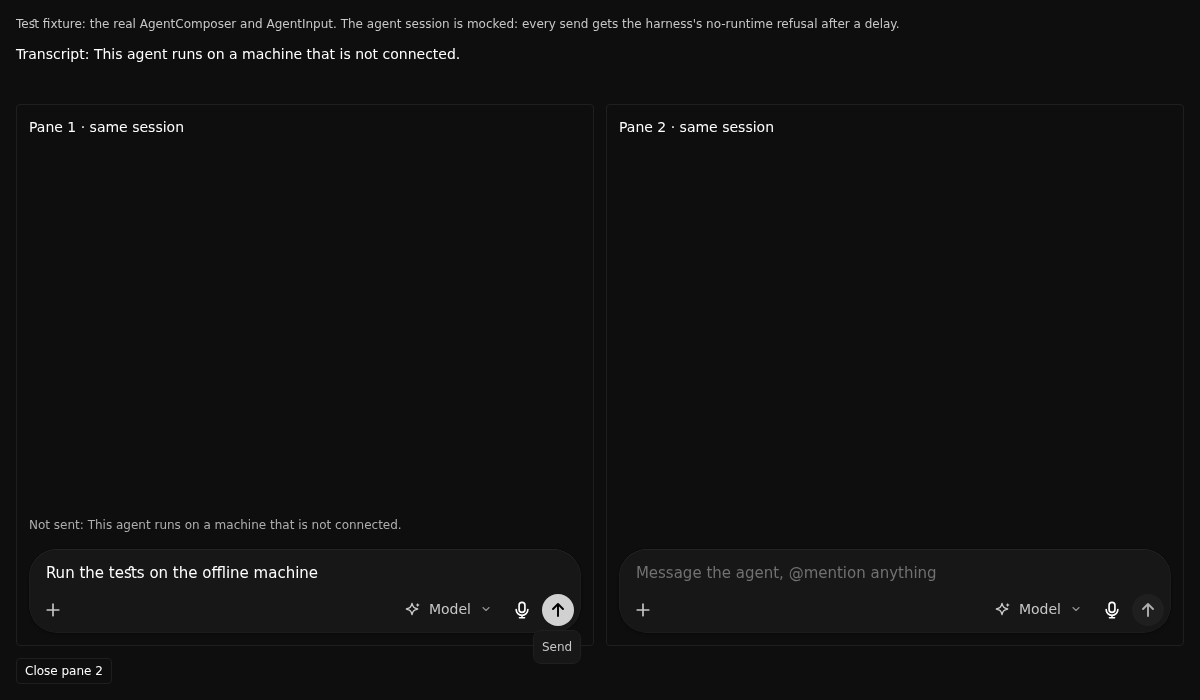 Test fixture: the real AgentComposer and AgentInput. The agent session is mocked: every send gets the harness's no-runtime refusal after a delay.
Transcript: This agent runs on a machine that is not connected.
Pane 1 · same session
Pane 2 · same session
Not sent: This agent runs on a machine that is not connected.
Run the tests on the offline machine
Message the agent, @mention anything
Model
Model
Send
Close pane 2